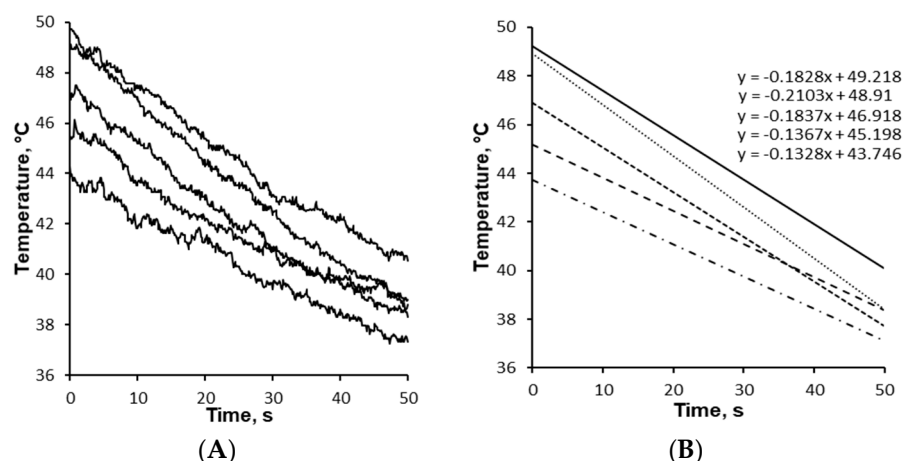 50
48
46
44
42
40
38
36
Temperature, °C
0 10 20 30 40 50
Time, s
(A)
50
48
46
44
42
40
38
36
Temperature, °C
y = -0.1828x + 49.218
y = -0.2103x + 48.91
y = -0.1837x + 46.918
y = -0.1367x + 45.198
y = -0.1328x + 43.746
0 10 20 30 40 50
Time, s
(B)